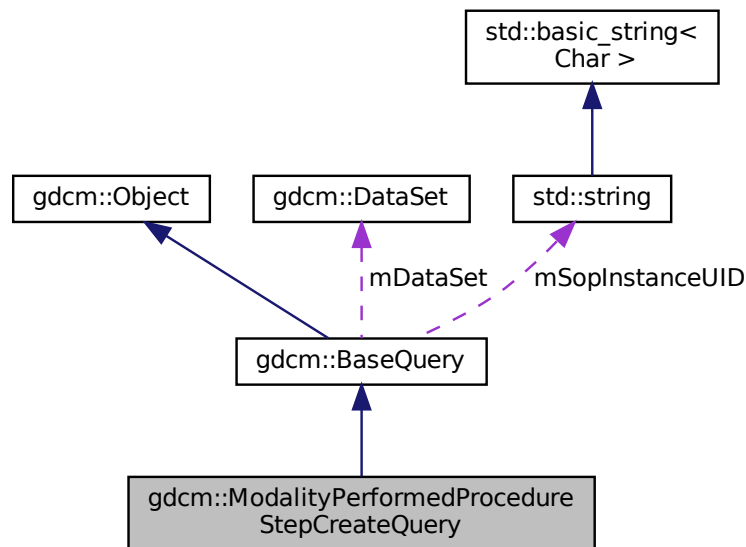 std::basic_string<
Char >
gdcm::Object
gdcm::DataSet
std::string
mDataSet
mSopInstanceUID
gdcm::BaseQuery
gdcm::ModalityPerformedProcedure
StepCreateQuery